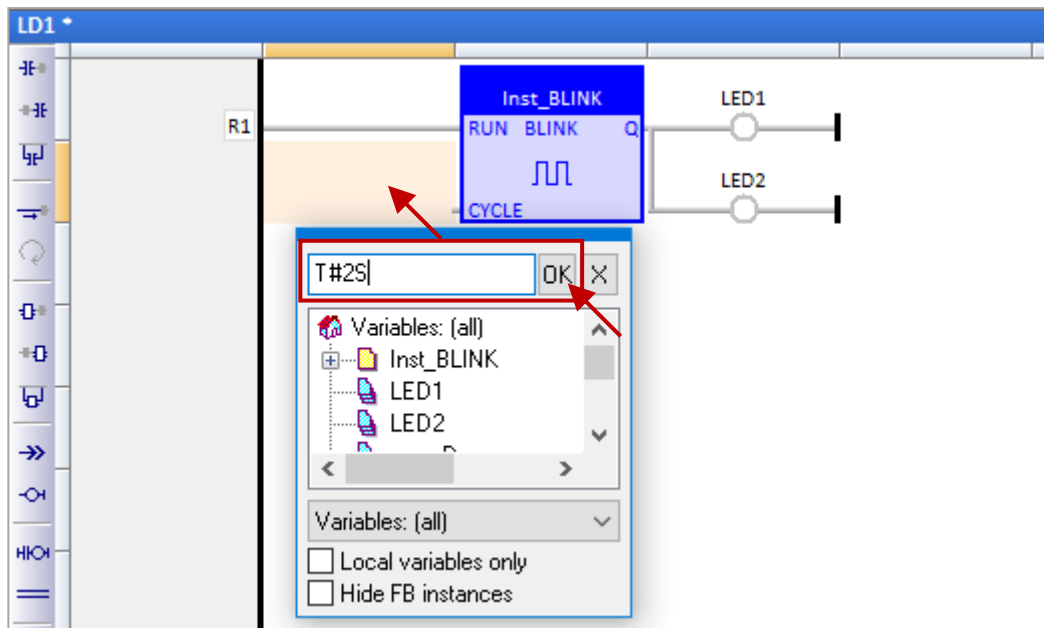 LD1 *
Inst_BLINK
LED1
R1
RUN BLINK Q
LED2
CYCLE
T#2S
OK
X
Variables: (all)
Inst_BLINK
LED1
LED2
Variables: (all)
Local variables only
Hide FB instances